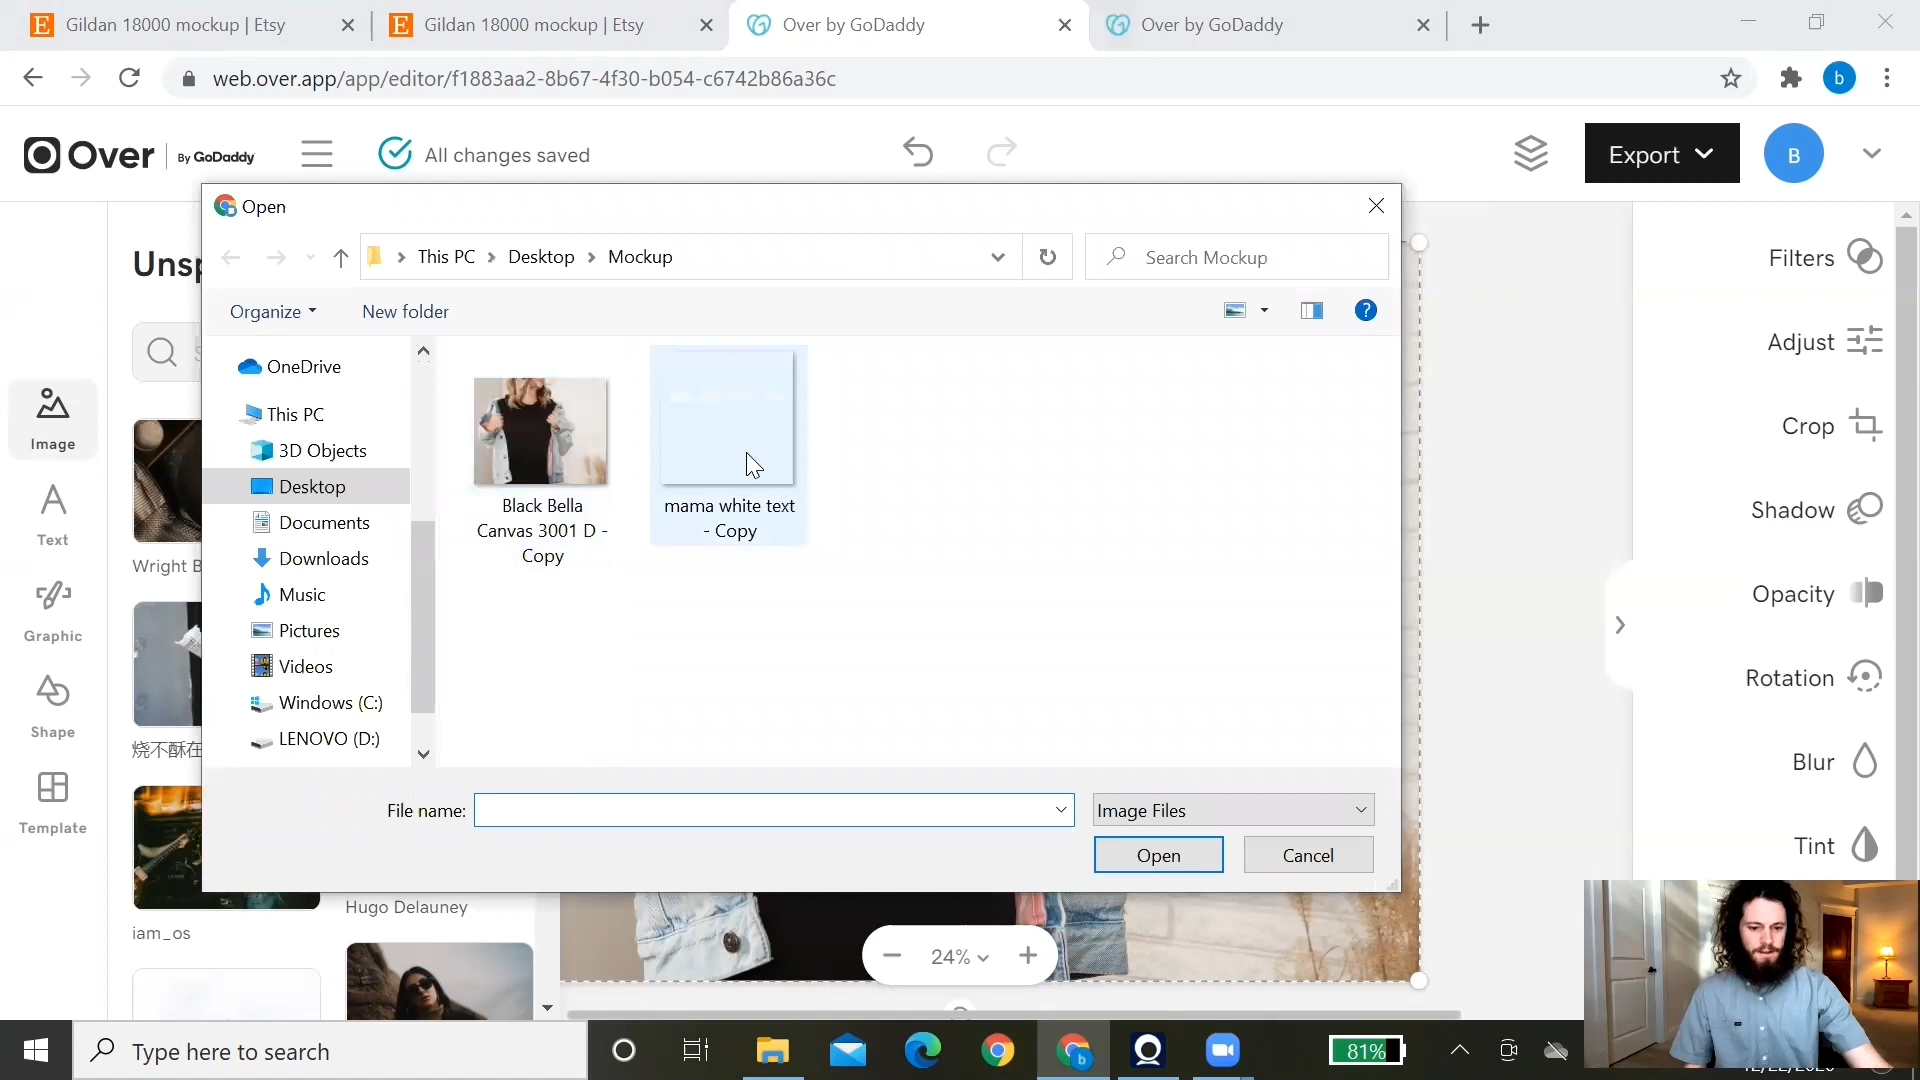 Gildan 18000 mockup | Etsy
Gildan 18000 mockup | Etsy
Over by GoDaddy
Over by GoDaddy
web.over.app/app/editor/f1883aa2-8b67-4f30-b054-c6742b86a36c
b
Over By GoDaddy
All changes saved
Export
B
Open
This PC > Desktop > Mockup
Search Mockup
Organize
New folder
OneDrive
This PC
3D Objects
Desktop
Documents
Downloads
Music
Pictures
Videos
Windows (C:)
LENOVO (D:)
Black Bella
Canvas 3001 D -
Copy
mama white text
- Copy
File name:
Image Files
Open
Cancel
Image
Text
Graphic
Shape
Template
Wright B
烧不酥在
iam_os
Hugo Delauney
Filters
Adjust
Crop
Shadow
Opacity
Rotation
Blur
Tint
24%
Type here to search
81%